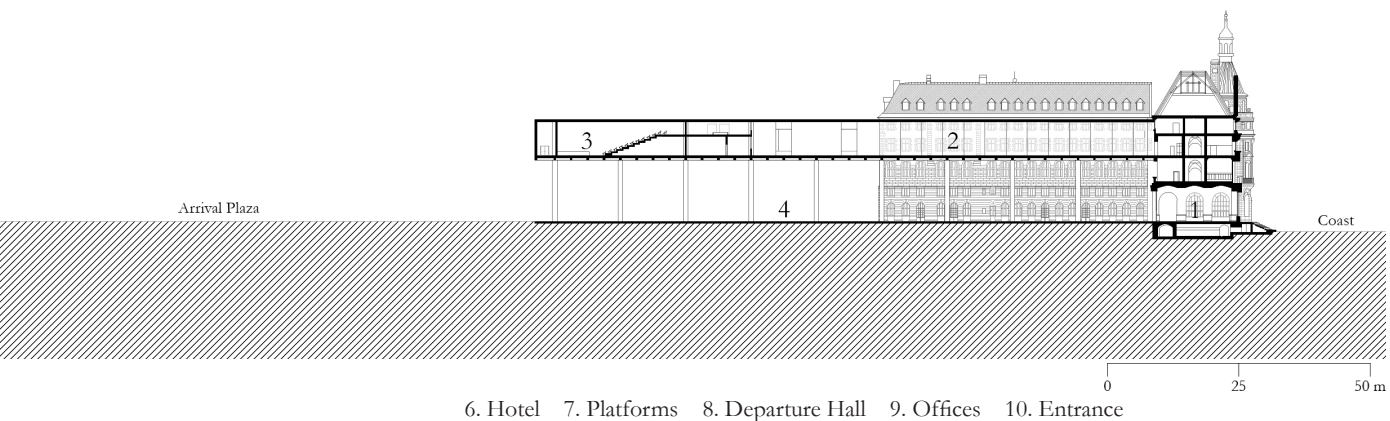 3
2
Arrival Plaza
4
1
Coast
0 25 50 m
6. Hotel 7. Platforms 8. Departure Hall 9. Offices 10. Entrance